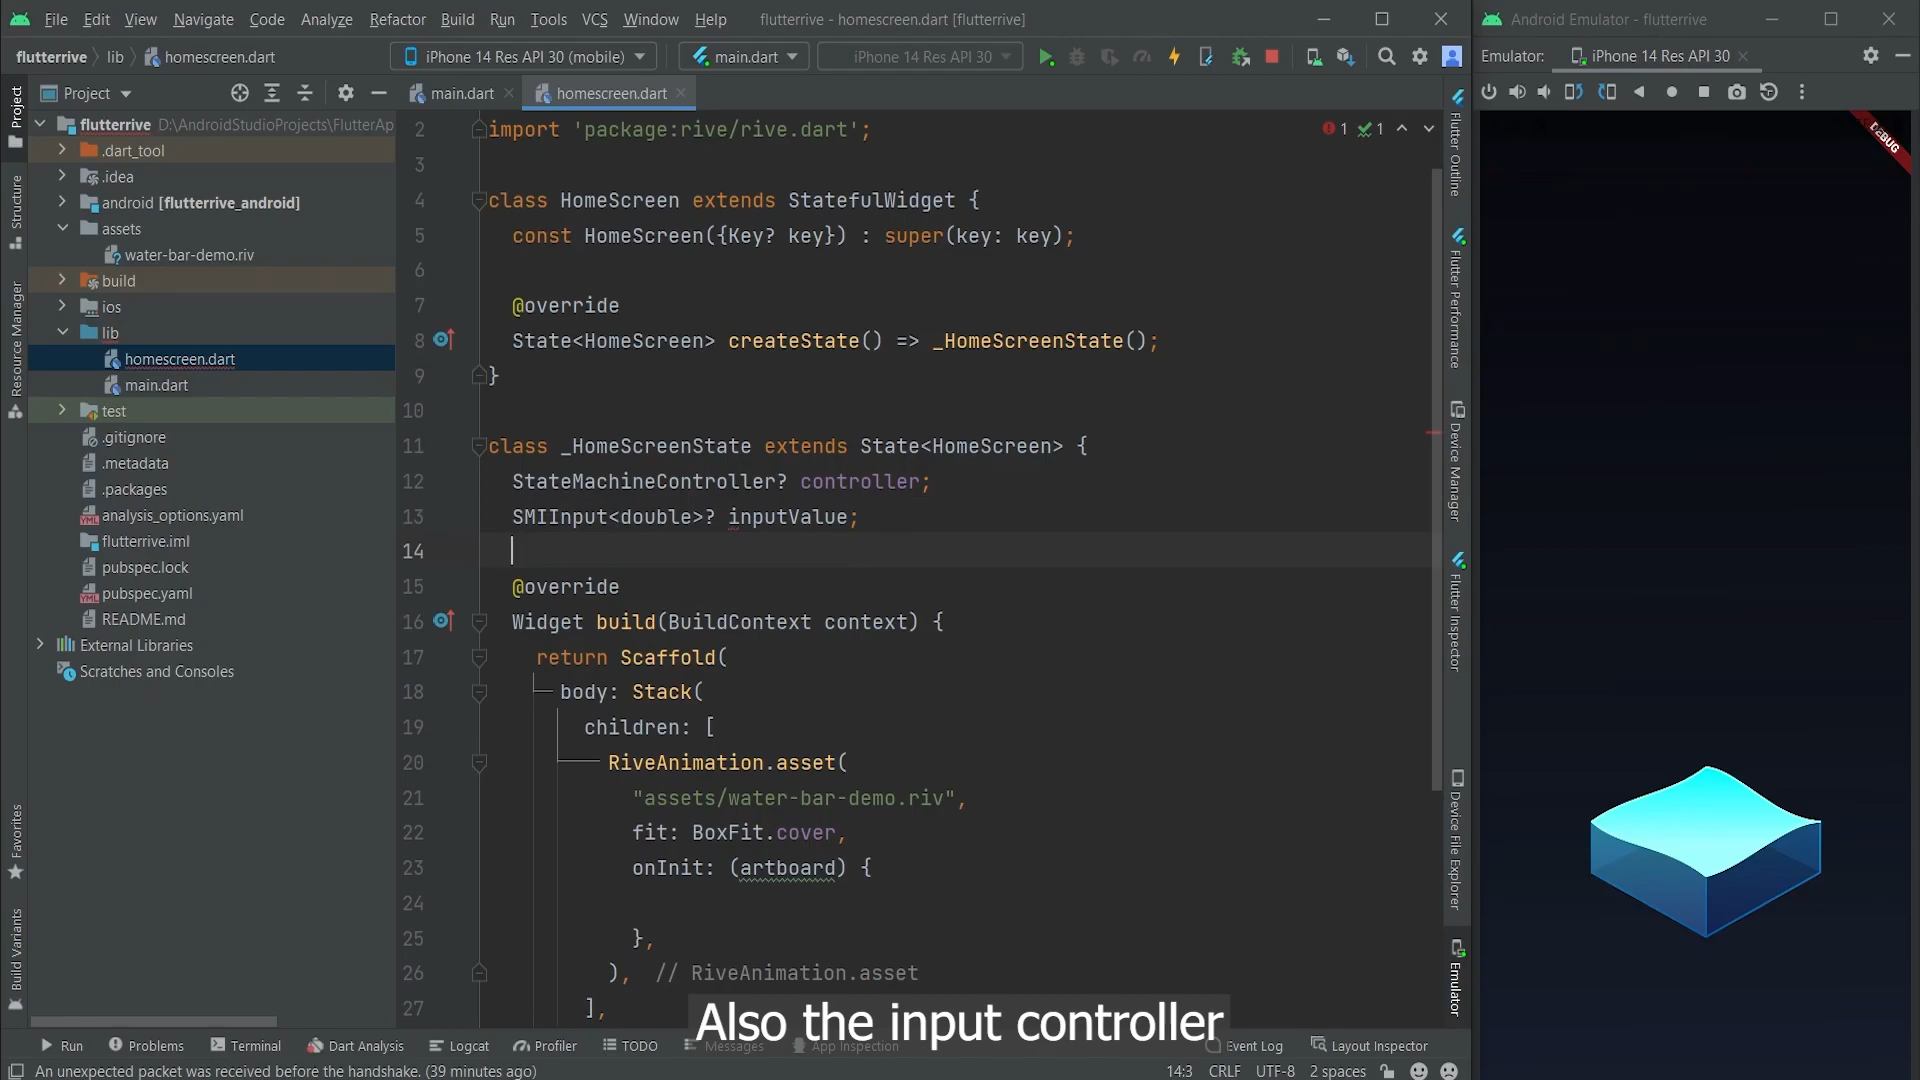 File Edit View Navigate Code Analyze Refactor Build Run Tools VCS Window Help flutterrive - homescreen.dart [flutterrive]
Android Emulator - flutterrive
flutterrive lib homescreen.dart
iPhone 14 Res API 30 (mobile) main.dart iPhone 14 Res API 30
Emulator: iPhone 14 Res API 30
Project
main.dart homescreen.dart
flutterrive D:\AndroidStudioProjects\FlutterAp
.dart_tool
.idea
android [flutterrive_android]
assets
water-bar-demo.riv
build
ios
lib
homescreen.dart
main.dart
test
.gitignore
.metadata
.packages
analysis_options.yaml
flutterrive.iml
pubspec.lock
pubspec.yaml
README.md
External Libraries
Scratches and Consoles
Project
Structure
Resource Manager
Favorites
Build Variants
2 import 'package:rive/rive.dart';
1 1
3
4 class HomeScreen extends StatefulWidget {
5 const HomeScreen({Key? key}) : super(key: key);
6
7 @override
8 State<HomeScreen> createState() => _HomeScreenState();
9 }
10
11 class _HomeScreenState extends State<HomeScreen> {
12 StateMachineController? controller;
13 SMIInput<double>? inputValue;
14
15 @override
16 Widget build(BuildContext context) {
17 return Scaffold(
18 body: Stack(
19 children: [
20 RiveAnimation.asset(
21 "assets/water-bar-demo.riv",
22 fit: BoxFit.cover,
23 onInit: (artboard) {
24
25 },
26 ), // RiveAnimation.asset
27 ],
Flutter Outline
Flutter Performance
Device Manager
Flutter Inspector
Device File Explorer
Emulator
DEBUG
Also the input controller
Run Problems Terminal Dart Analysis Logcat Profiler TODO Messages App Inspection Event Log Layout Inspector
An unexpected packet was received before the handshake. (39 minutes ago)
14:3 CRLF UTF-8 2 spaces